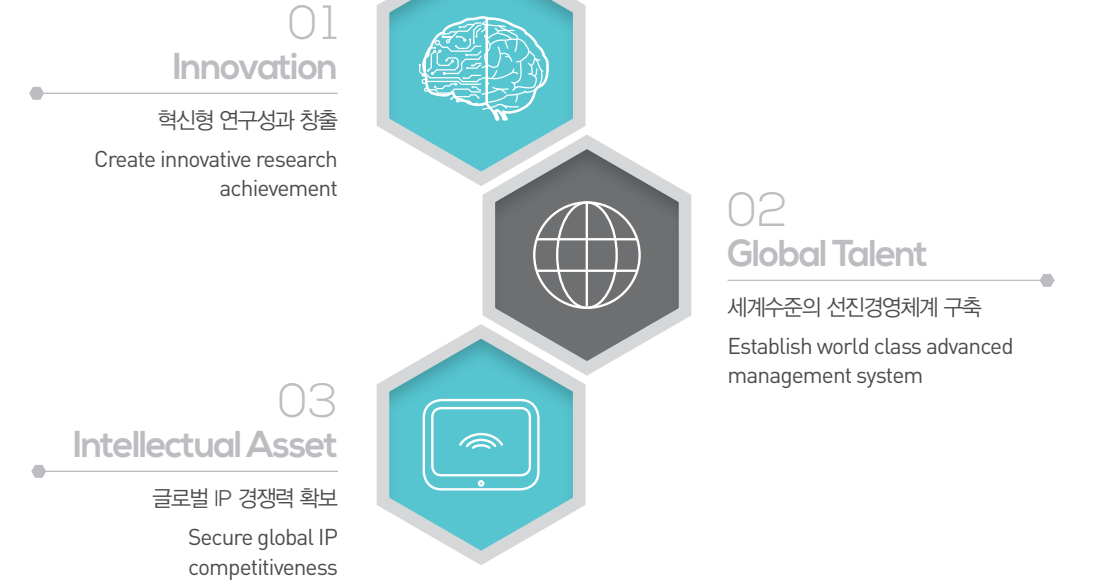 01
Innovation
혁신형 연구성과 창출
Create innovative research
achievement
02
Global Talent
세계수준의 선진경영체계 구축
Establish world class advanced
management system
03
Intellectual Asset
글로벌 IP 경쟁력 확보
Secure global IP
competitiveness